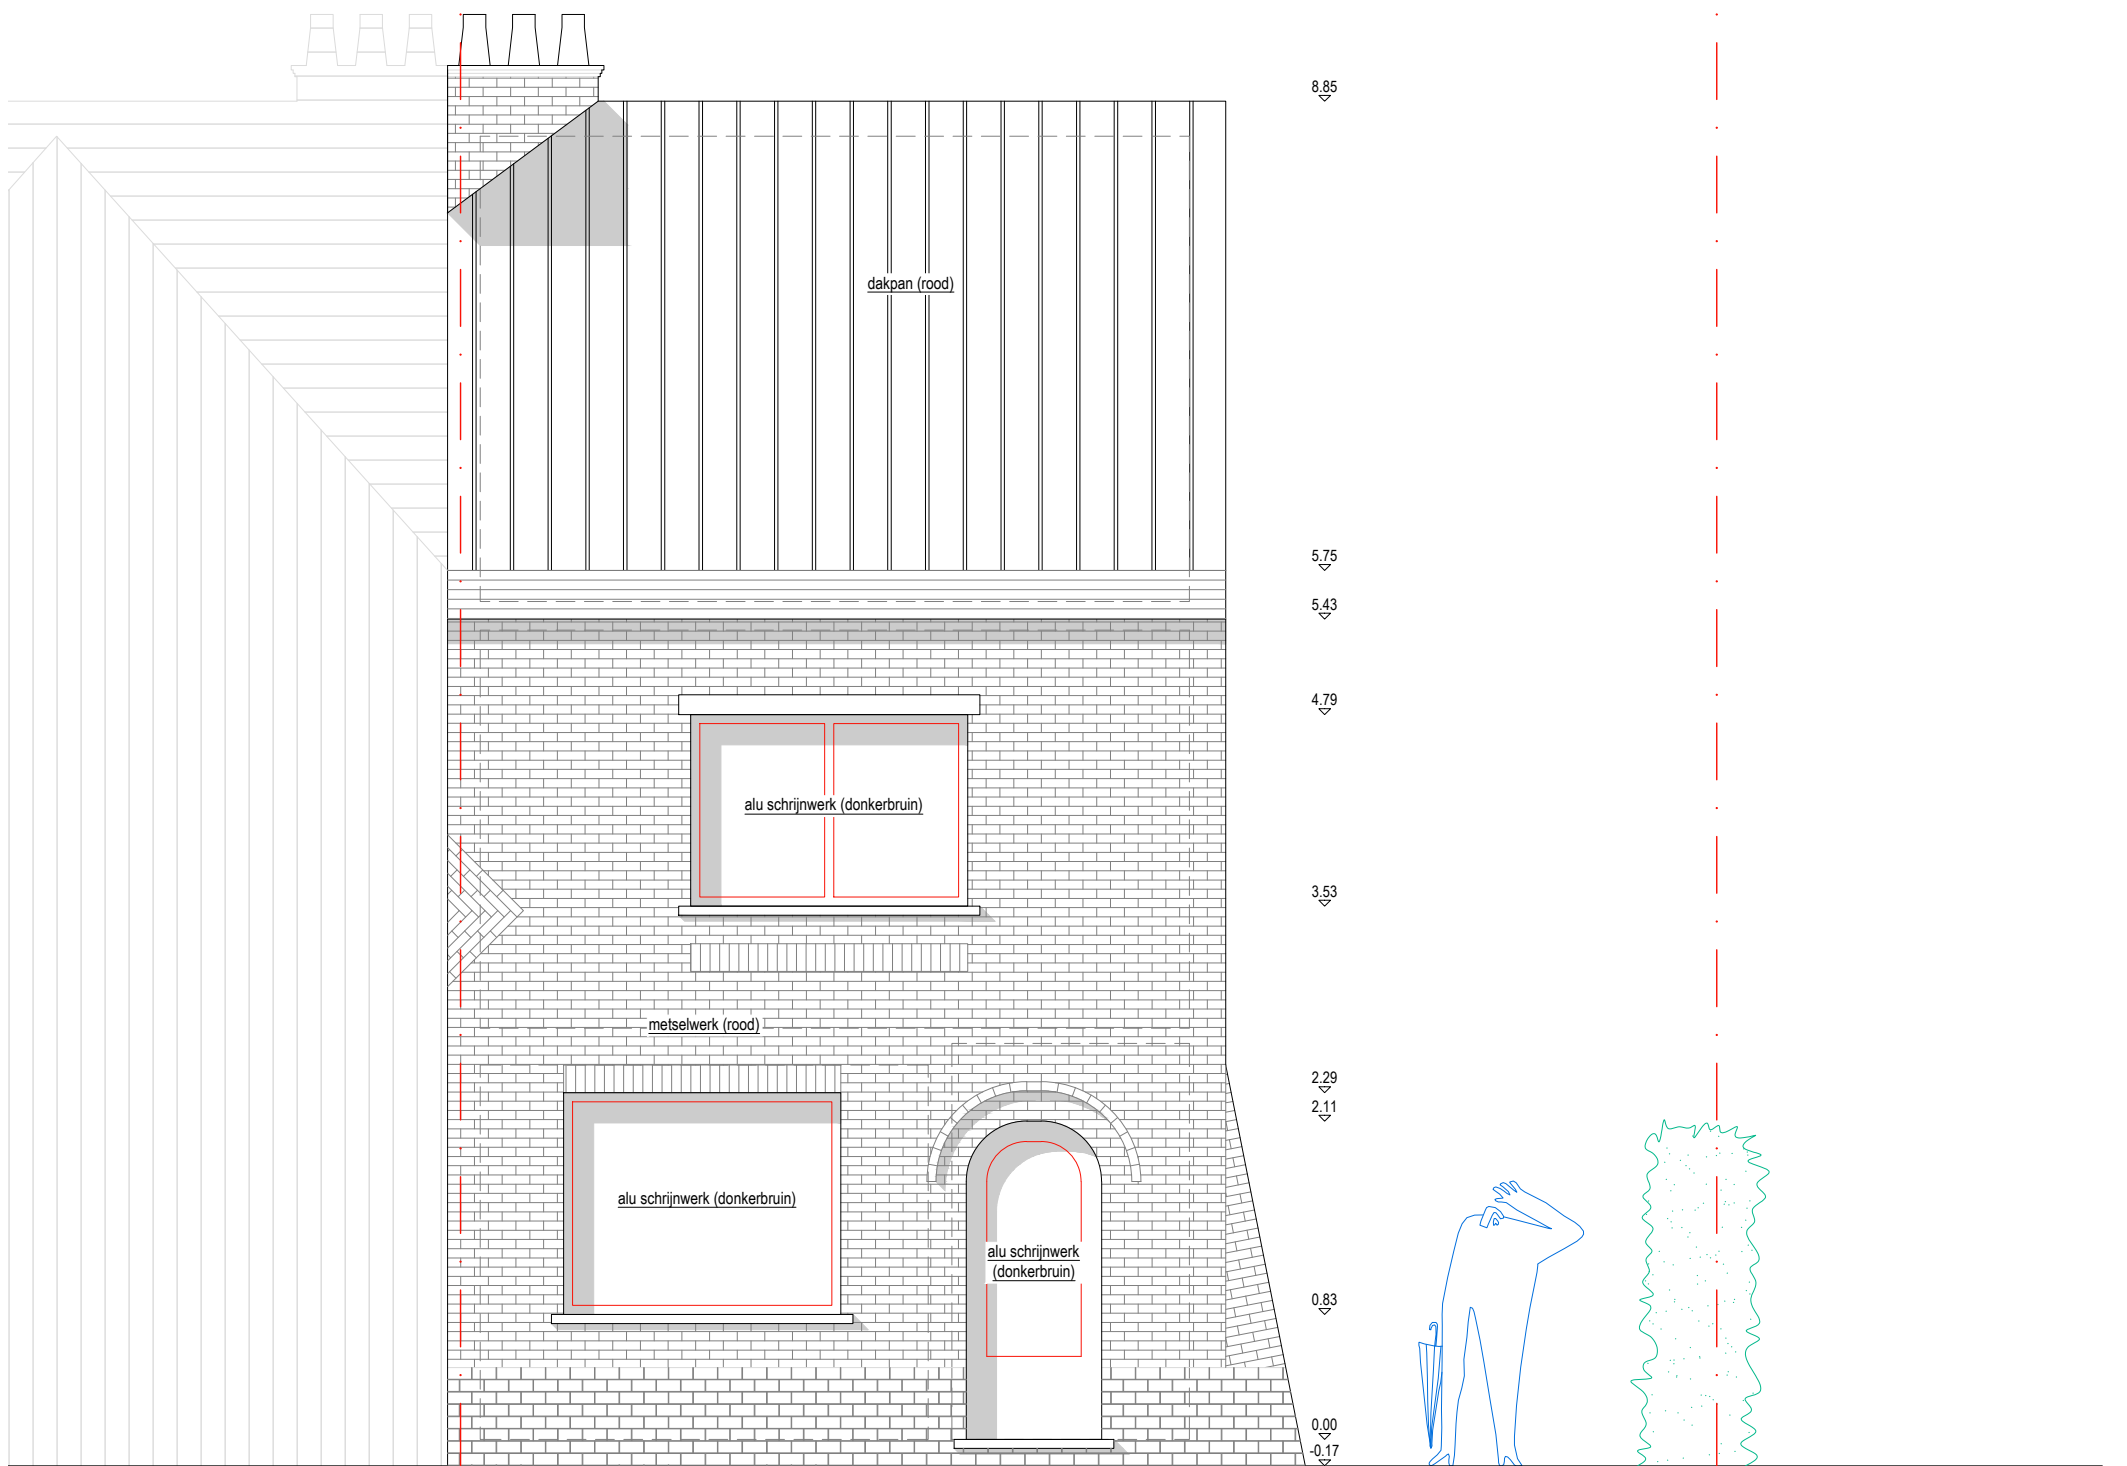 8.85
dakpan (rood)
5.75
5.43
4.79
alu schrijnwerk (donkerbruin)
3.53
metselwerk (rood)
2.29
2.11
alu schrijnwerk (donkerbruin)
alu schrijnwerk
(donkerbruin)
0.83
0.00
-0.17